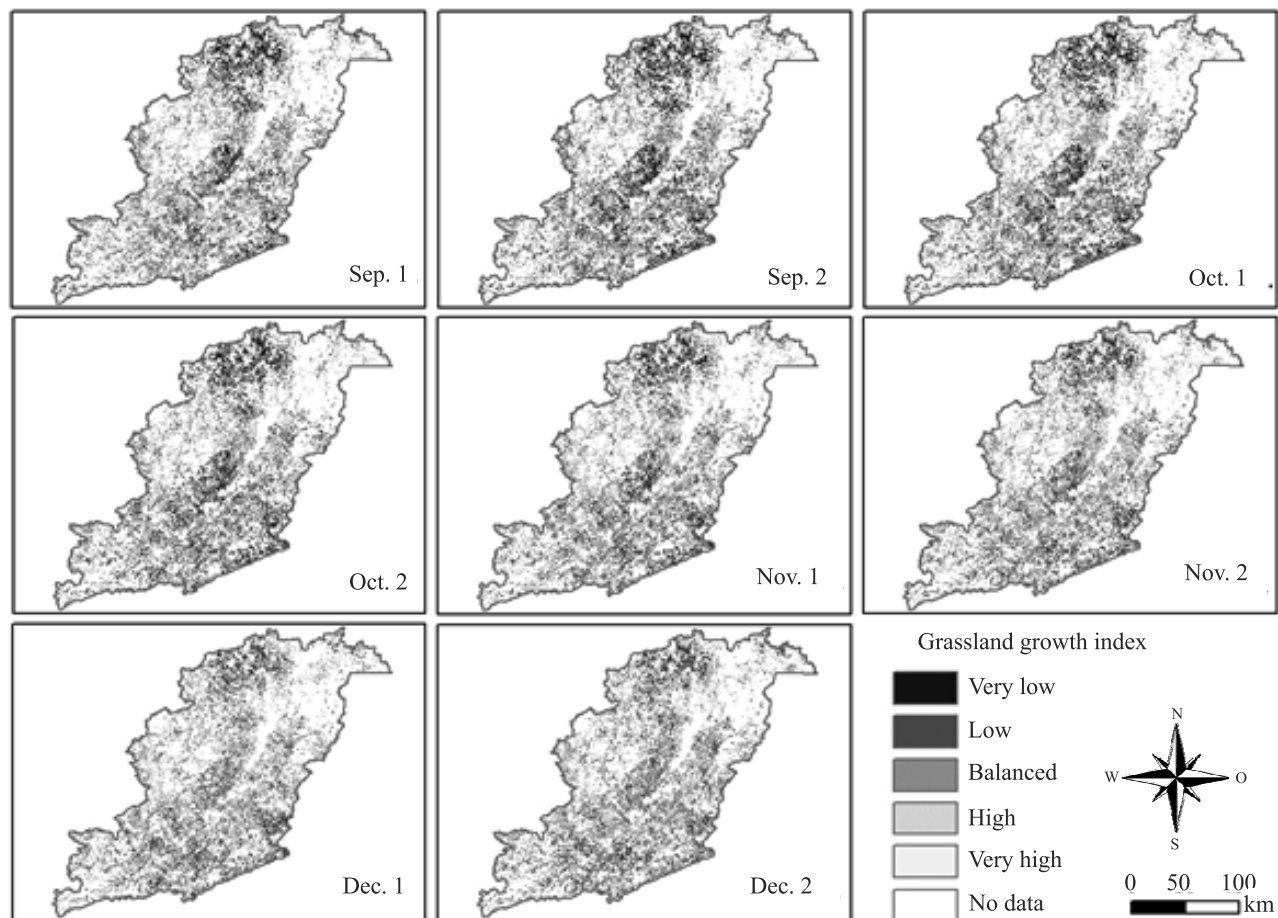 Sep. 1
Sep. 2
Oct. 1
Oct. 2
Nov. 1
Nov. 2
Dec. 1
Dec. 2
Grassland growth index
Very low
Low
Balanced
High
Very high
No data
N
W O
S
0 50 100
km